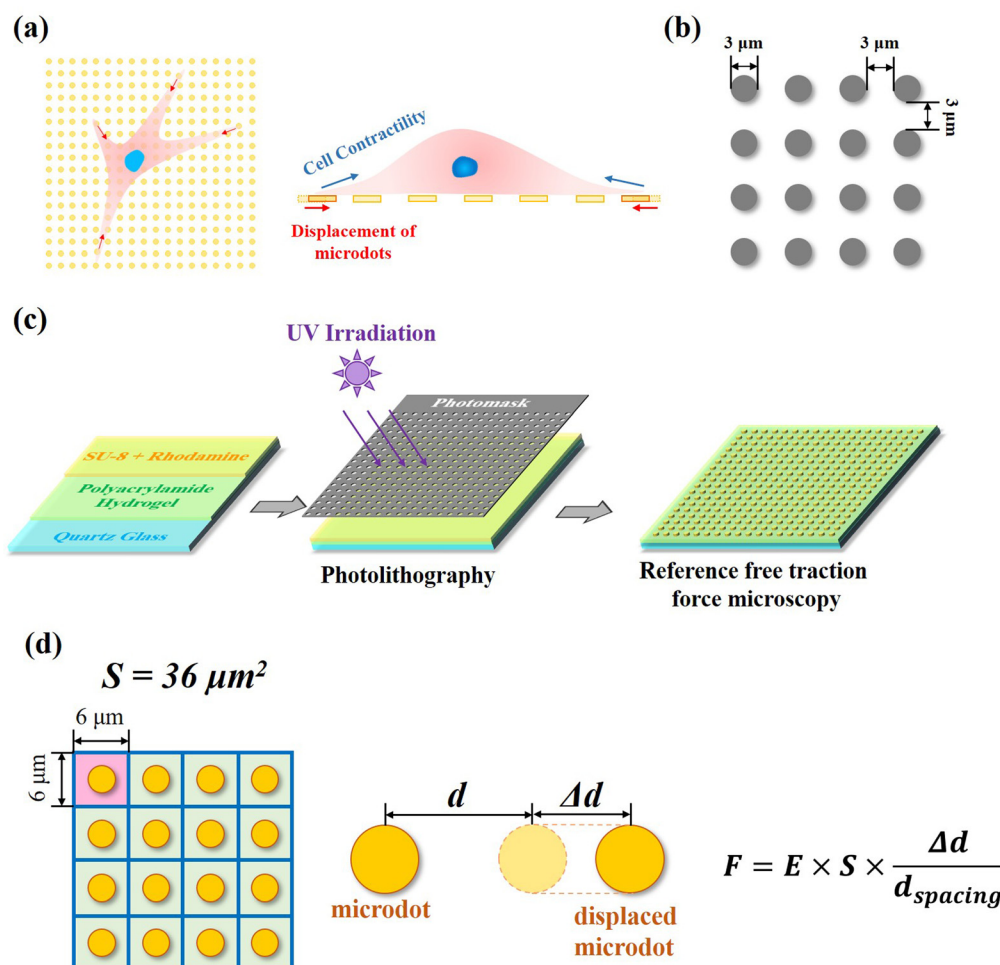 (a)
Cell Contractility
Displacement of
microdots
(b)
3 μm
3 μm
3 μm
(c)
UV Irradiation
Photomask
SU-8 + Rhodamine
Polyacrylamide
Hydrogel
Quartz Glass
Photolithography
Reference free traction
force microscopy
(d)
S = 36 μm²
6 μm
6 μm
d
Δd
microdot
displaced
microdot
F = E × S × Δd / d_spacing